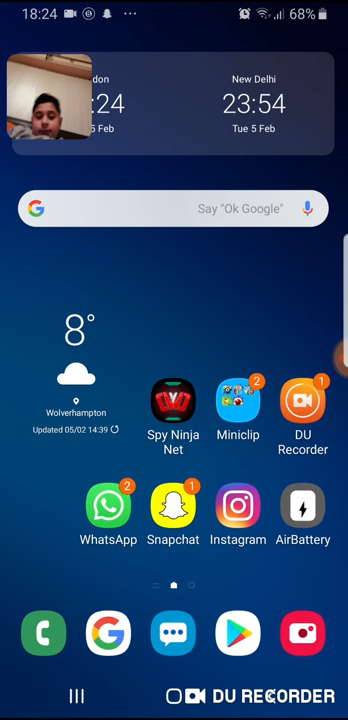 18:24
68%
don
New Delhi
:24
23:54
5 Feb
Tue 5 Feb
Say "Ok Google"
8°
Wolverhampton
Updated 05/02 14:39
2
1
Spy Ninja
Net
Miniclip
DU
Recorder
2
1
WhatsApp
Snapchat
Instagram
AirBattery
DU RECORDER